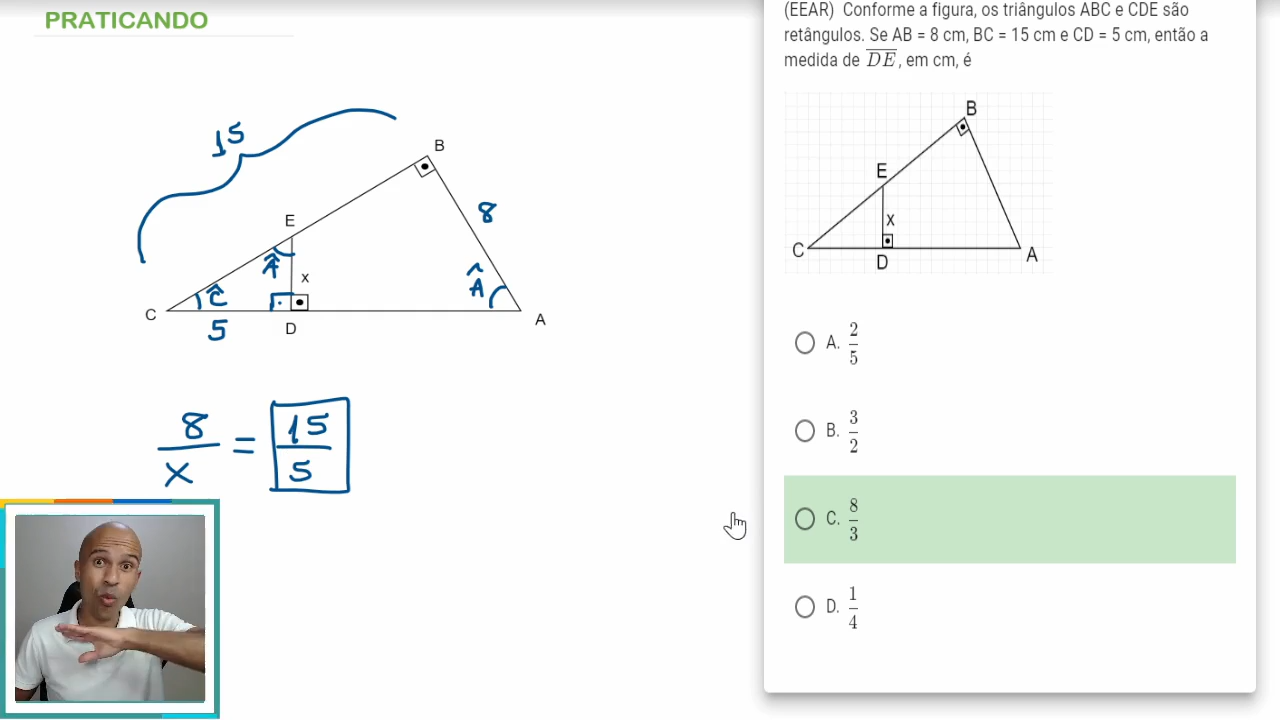 PRATICANDO
15
B
8
E
Â
x
Â
Ĉ
C
5
D
A
8/x = 15/5
(EEAR) Conforme a figura, os triângulos ABC e CDE são
retângulos. Se AB = 8 cm, BC = 15 cm e CD = 5 cm, então a
medida de D̅E̅, em cm, é
B
E
x
C
D
A
A. 2/5
B. 3/2
C. 8/3
D. 1/4